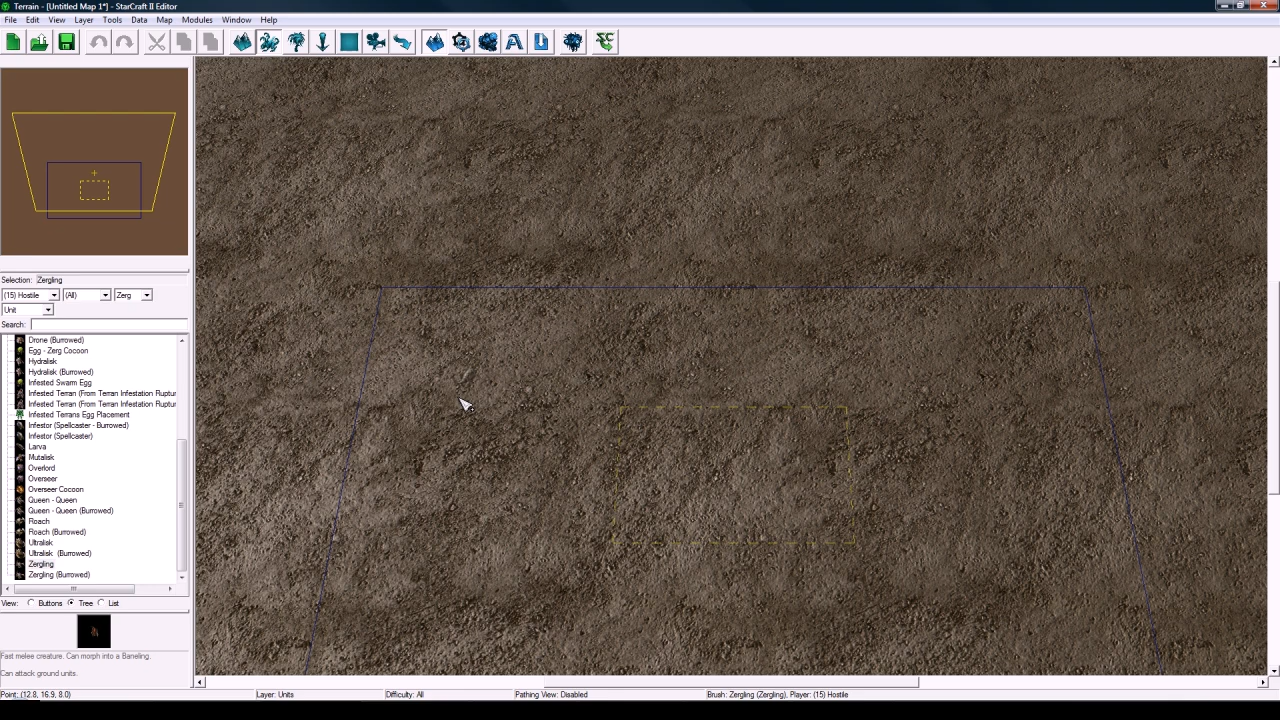 Terrain - [Untitled Map 1*] - StarCraft II Editor
File Edit View Layer Tools Data Map Modules Window Help
Selection: Zergling
(15) Hostile (All) Zerg
Unit
Search:
Drone (Burrowed)
Egg - Zerg Cocoon
Hydralisk
Hydralisk (Burrowed)
Infested Swarm Egg
Infested Terran (From Terran Infestation Ruptur
Infested Terran (From Terran Infestation Ruptur
Infested Terrans Egg Placement
Infestor (Spellcaster - Burrowed)
Infestor (Spellcaster)
Larva
Mutalisk
Overlord
Overseer
Overseer Cocoon
Queen - Queen
Queen - Queen (Burrowed)
Roach
Roach (Burrowed)
Ultralisk
Ultralisk (Burrowed)
Zergling
Zergling (Burrowed)
View: Buttons Tree List
Fast melee creature. Can morph into a Baneling.
Can attack ground units.
Point: (12.8, 16.9, 8.0) Layer: Units Difficulty: All Pathing View: Disabled Brush: Zergling (Zergling), Player: (15) Hostile